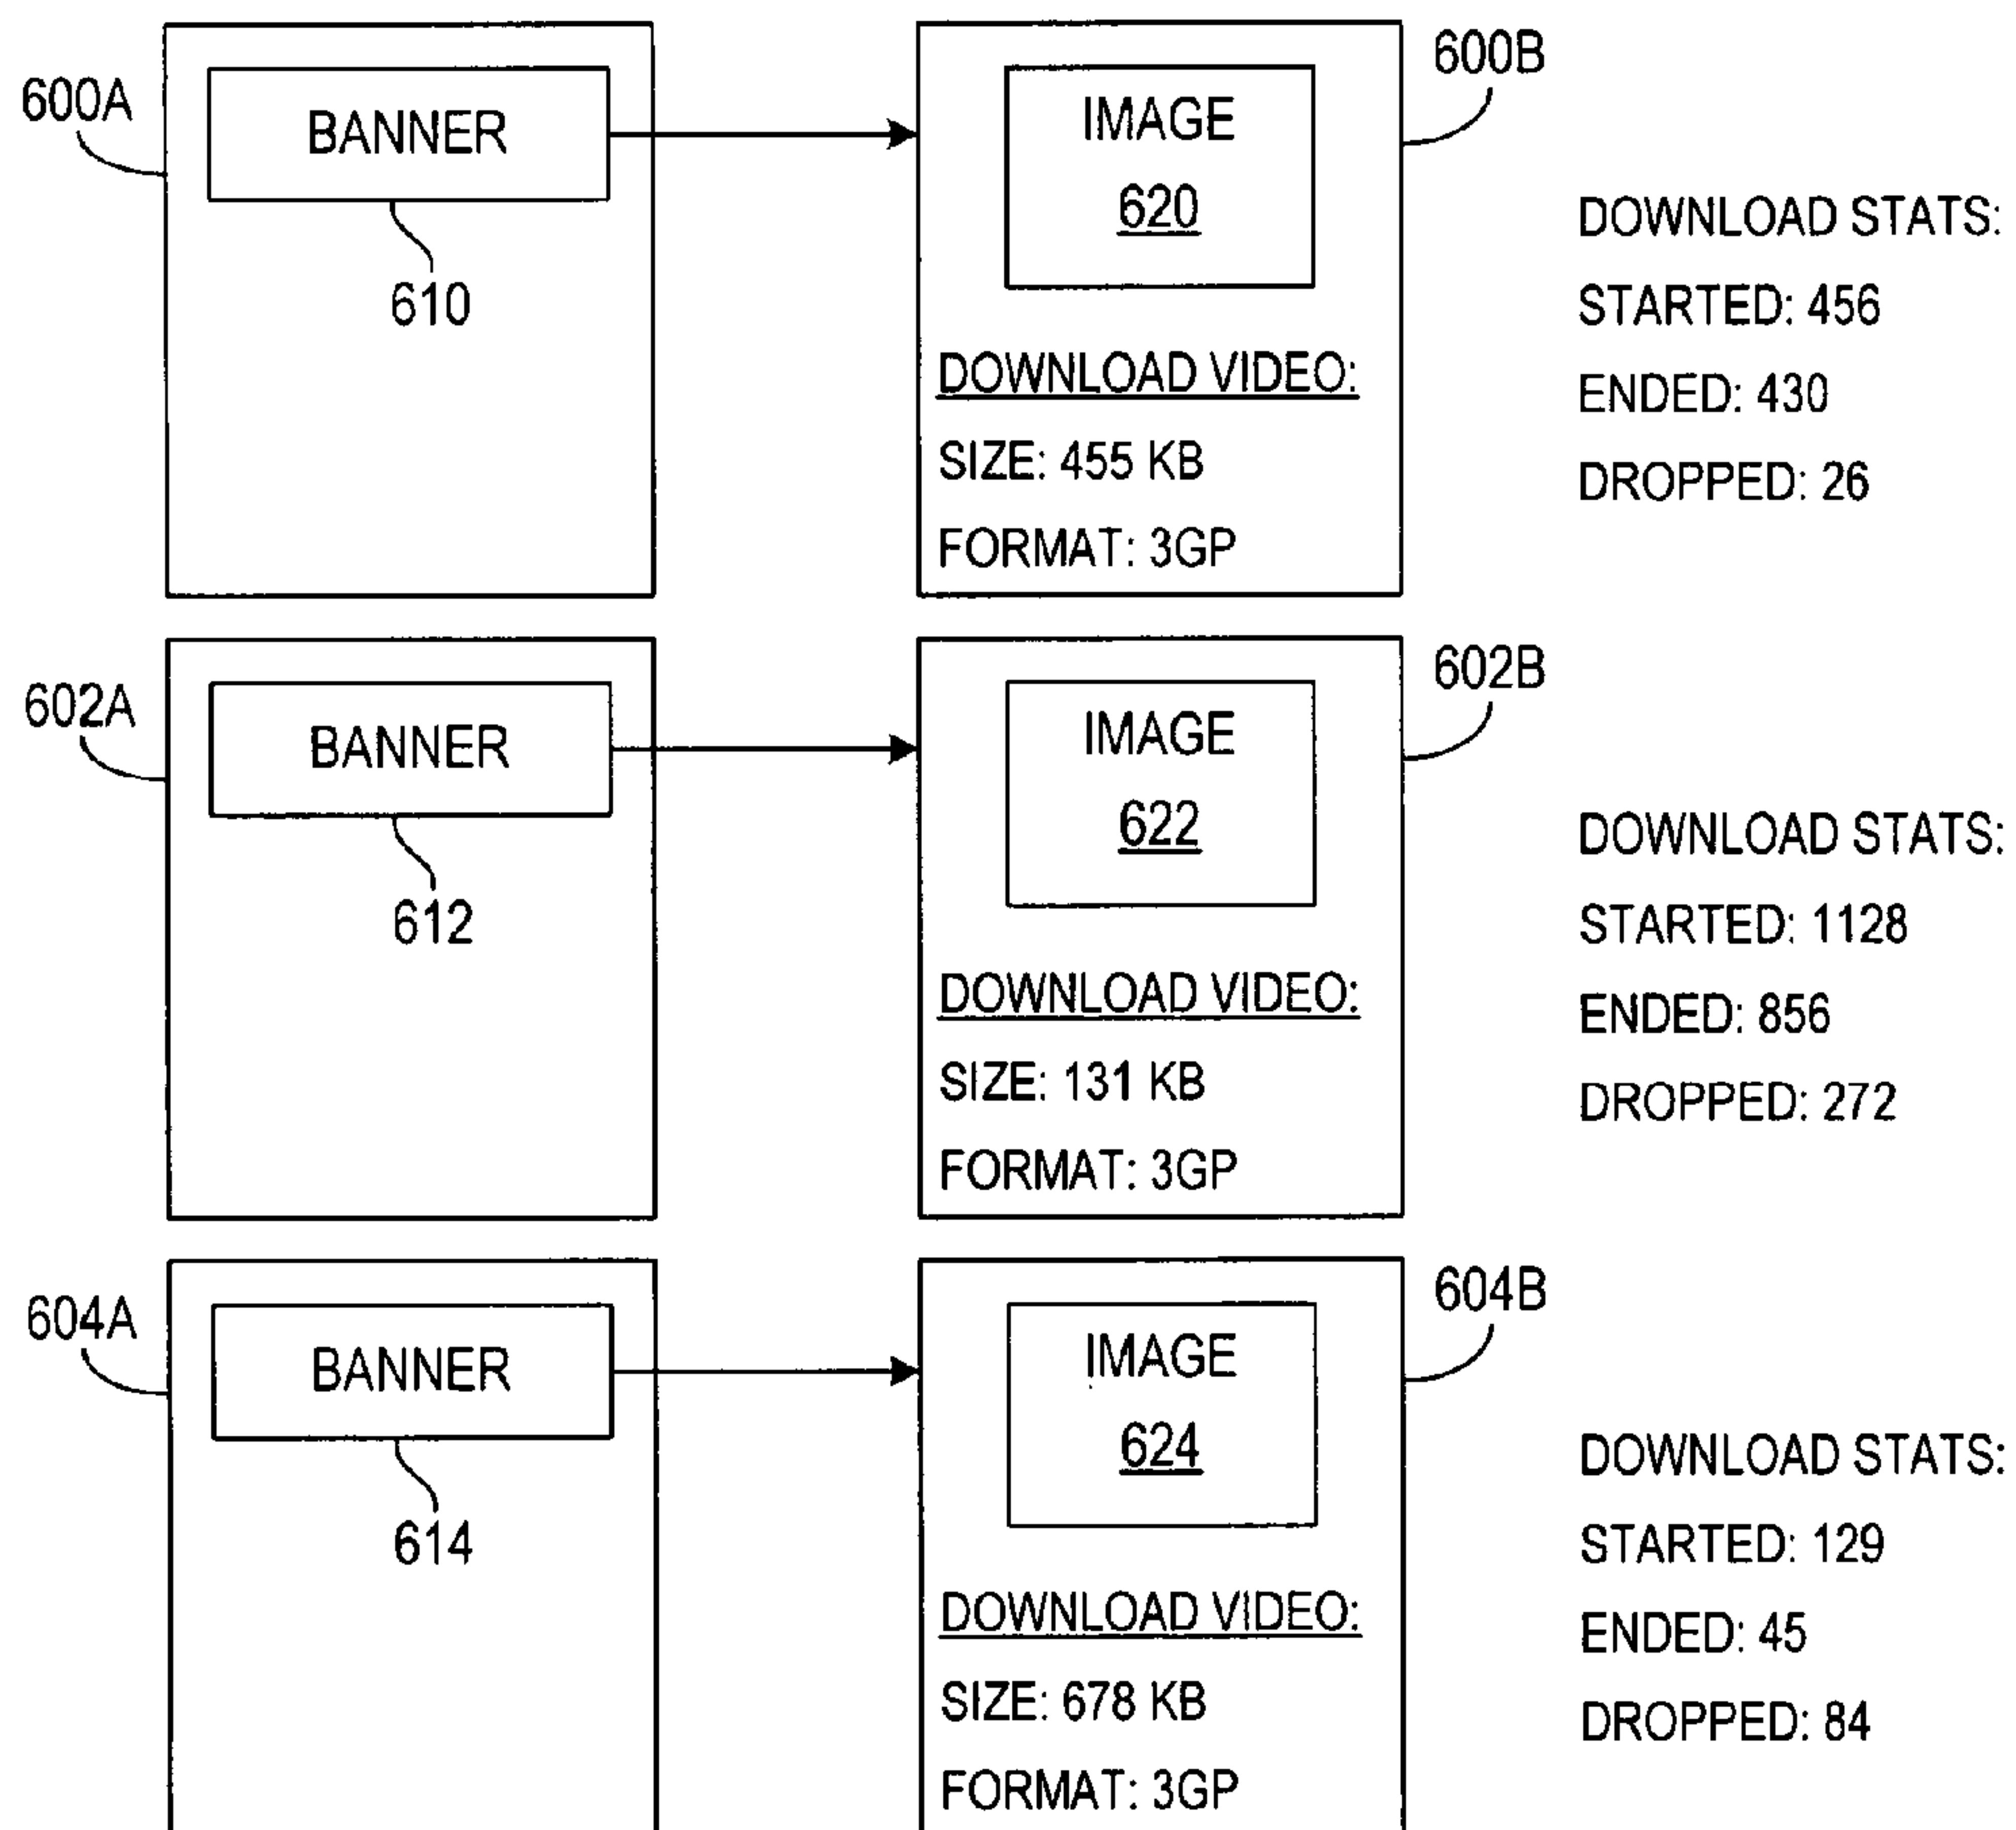 600A
BANNER
610
IMAGE
620
600B
DOWNLOAD VIDEO:
SIZE: 455 KB
FORMAT: 3GP
DOWNLOAD STATS:
STARTED: 456
ENDED: 430
DROPPED: 26
602A
BANNER
612
IMAGE
622
602B
DOWNLOAD VIDEO:
SIZE: 131 KB
FORMAT: 3GP
DOWNLOAD STATS:
STARTED: 1128
ENDED: 856
DROPPED: 272
604A
BANNER
614
IMAGE
624
604B
DOWNLOAD VIDEO:
SIZE: 678 KB
FORMAT: 3GP
DOWNLOAD STATS:
STARTED: 129
ENDED: 45
DROPPED: 84